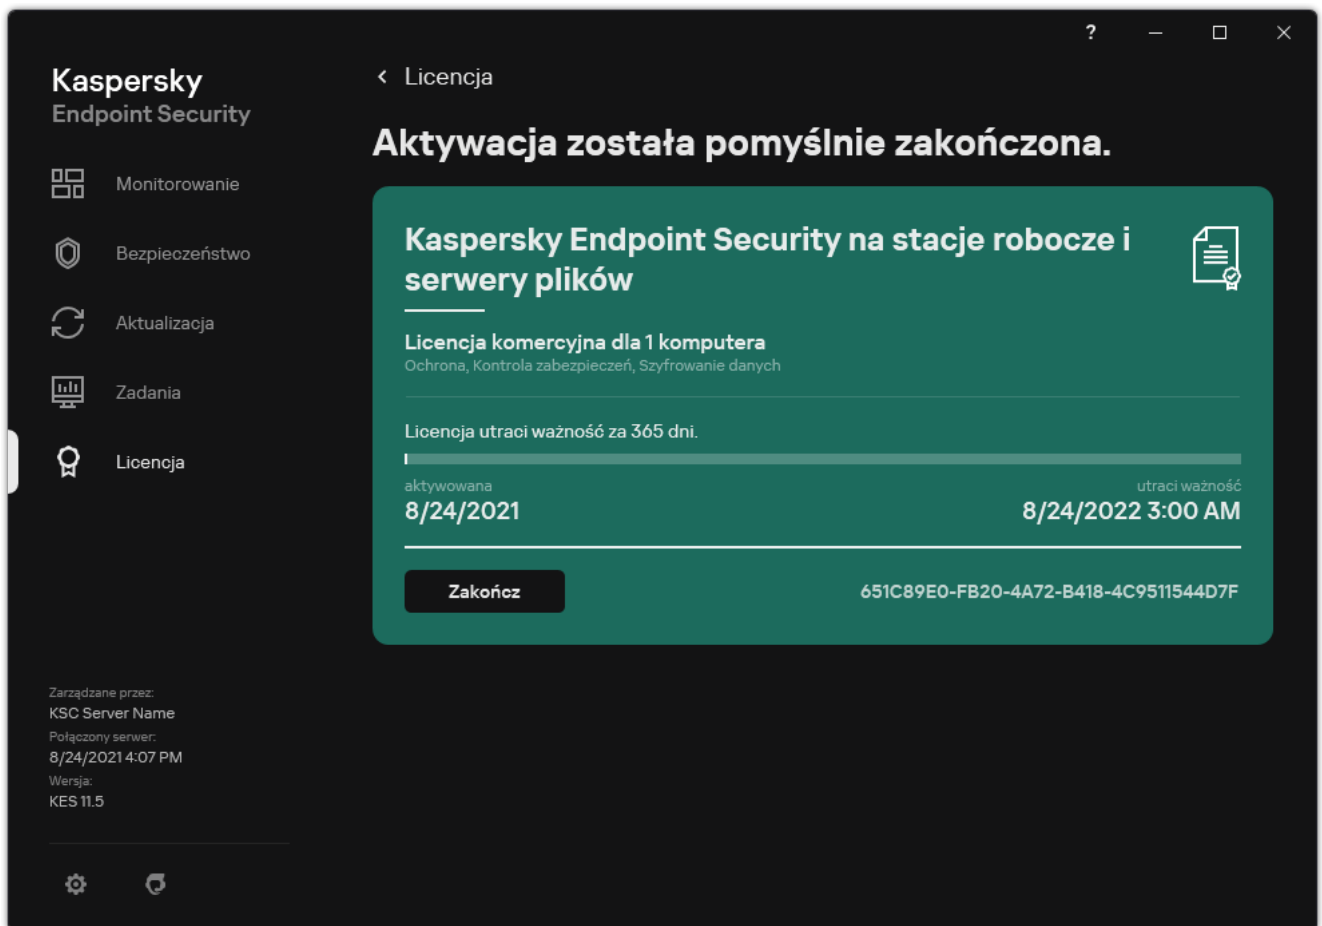 ?
Kaspersky
Endpoint Security
Monitorowanie
Bezpieczeństwo
Aktualizacja
Zadania
Licencja
Zarządzane przez:
KSC Server Name
Połączony serwer:
8/24/2021 4:07 PM
Wersja:
KES 11.5
Licencja
Aktywacja została pomyślnie zakończona.
Kaspersky Endpoint Security na stacje robocze i
serwery plików
Licencja komercyjna dla 1 komputera
Ochrona, Kontrola zabezpieczeń, Szyfrowanie danych
Licencja utraci ważność za 365 dni.
aktywowana
8/24/2021
utraci ważność
8/24/2022 3:00 AM
Zakończ
651C89E0-FB20-4A72-B418-4C9511544D7F